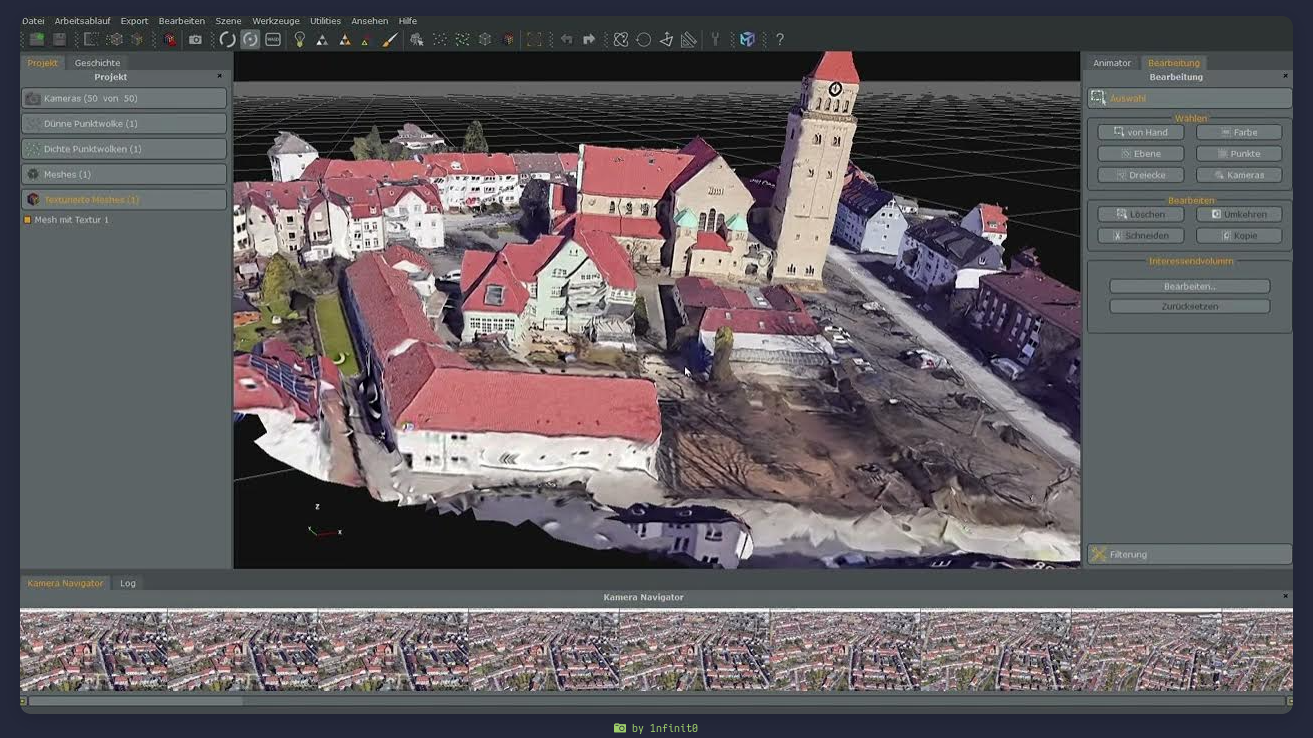 Datei Arbeitsablauf Export Bearbeiten Szene Werkzeuge Utilities Ansehen Hilfe
Projekt Geschichte
Projekt
Kameras (50 von 50)
Dünne Punktwolke (1)
Dichte Punktwolken (1)
Meshes (1)
Texturierte Meshes (1)
Mesh mit Textur 1
z
x
Animator Bearbeitung
Bearbeitung
Auswahl
Wählen
von Hand Farbe
Ebene Punkte
Dreiecke Kameras
Bearbeiten
Löschen Umkehren
Schneiden Kopie
Interessendvolumm
Bearbeiten..
Zurücksetzen
Filterung
Kamera Navigator Log
Kamera Navigator
by 1nfinit0